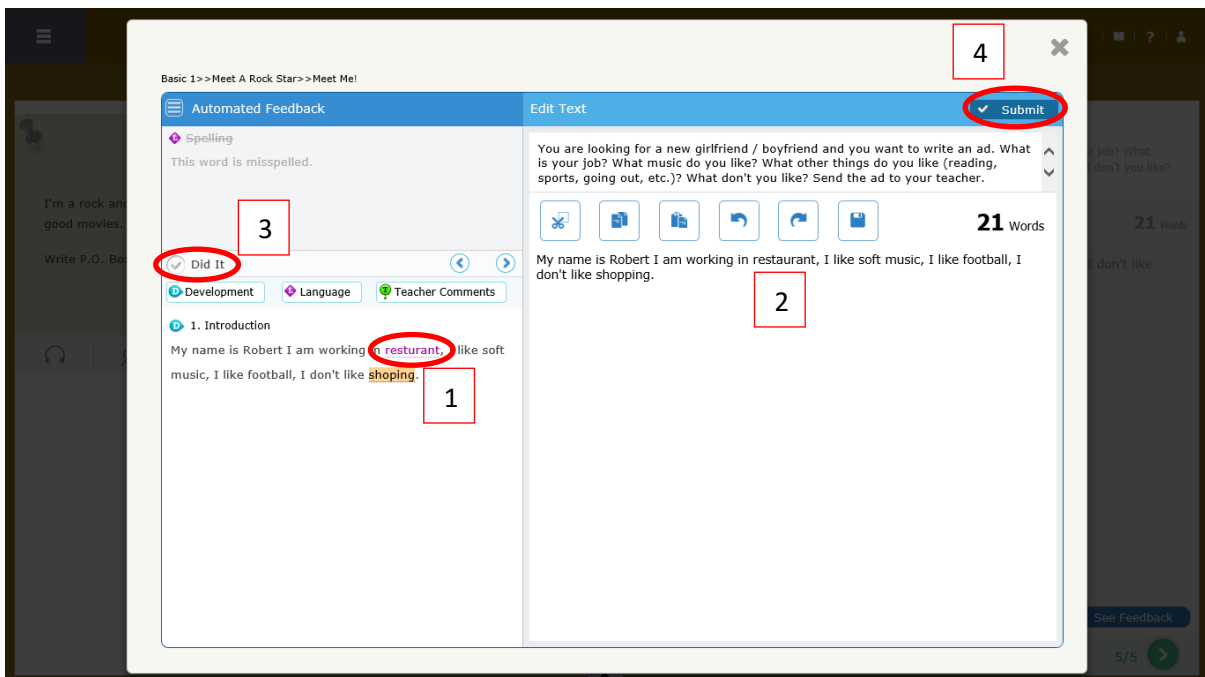 4
? 
Basic 1>>Meet A Rock Star>>Meet Me!
Automated Feedback
Edit Text
Submit
Spelling
This word is misspelled.
You are looking for a new girlfriend / boyfriend and you want to write an ad. What
is your job? What music do you like? What other things do you like (reading,
sports, going out, etc.)? What don't you like? Send the ad to your teacher.
job? What
don't you like?
I'm a rock and
good movies.
3
21 Words
21 Words
Write P.O. Bo
Did It
My name is Robert I am working in restaurant, I like soft music, I like football, I
don't like shopping.
I don't like
2
D Development
L Language
T Teacher Comments
D 1. Introduction
My name is Robert I am working in resturant, I like soft
music, I like football, I don't like shoping.
1
See Feedback
5/5